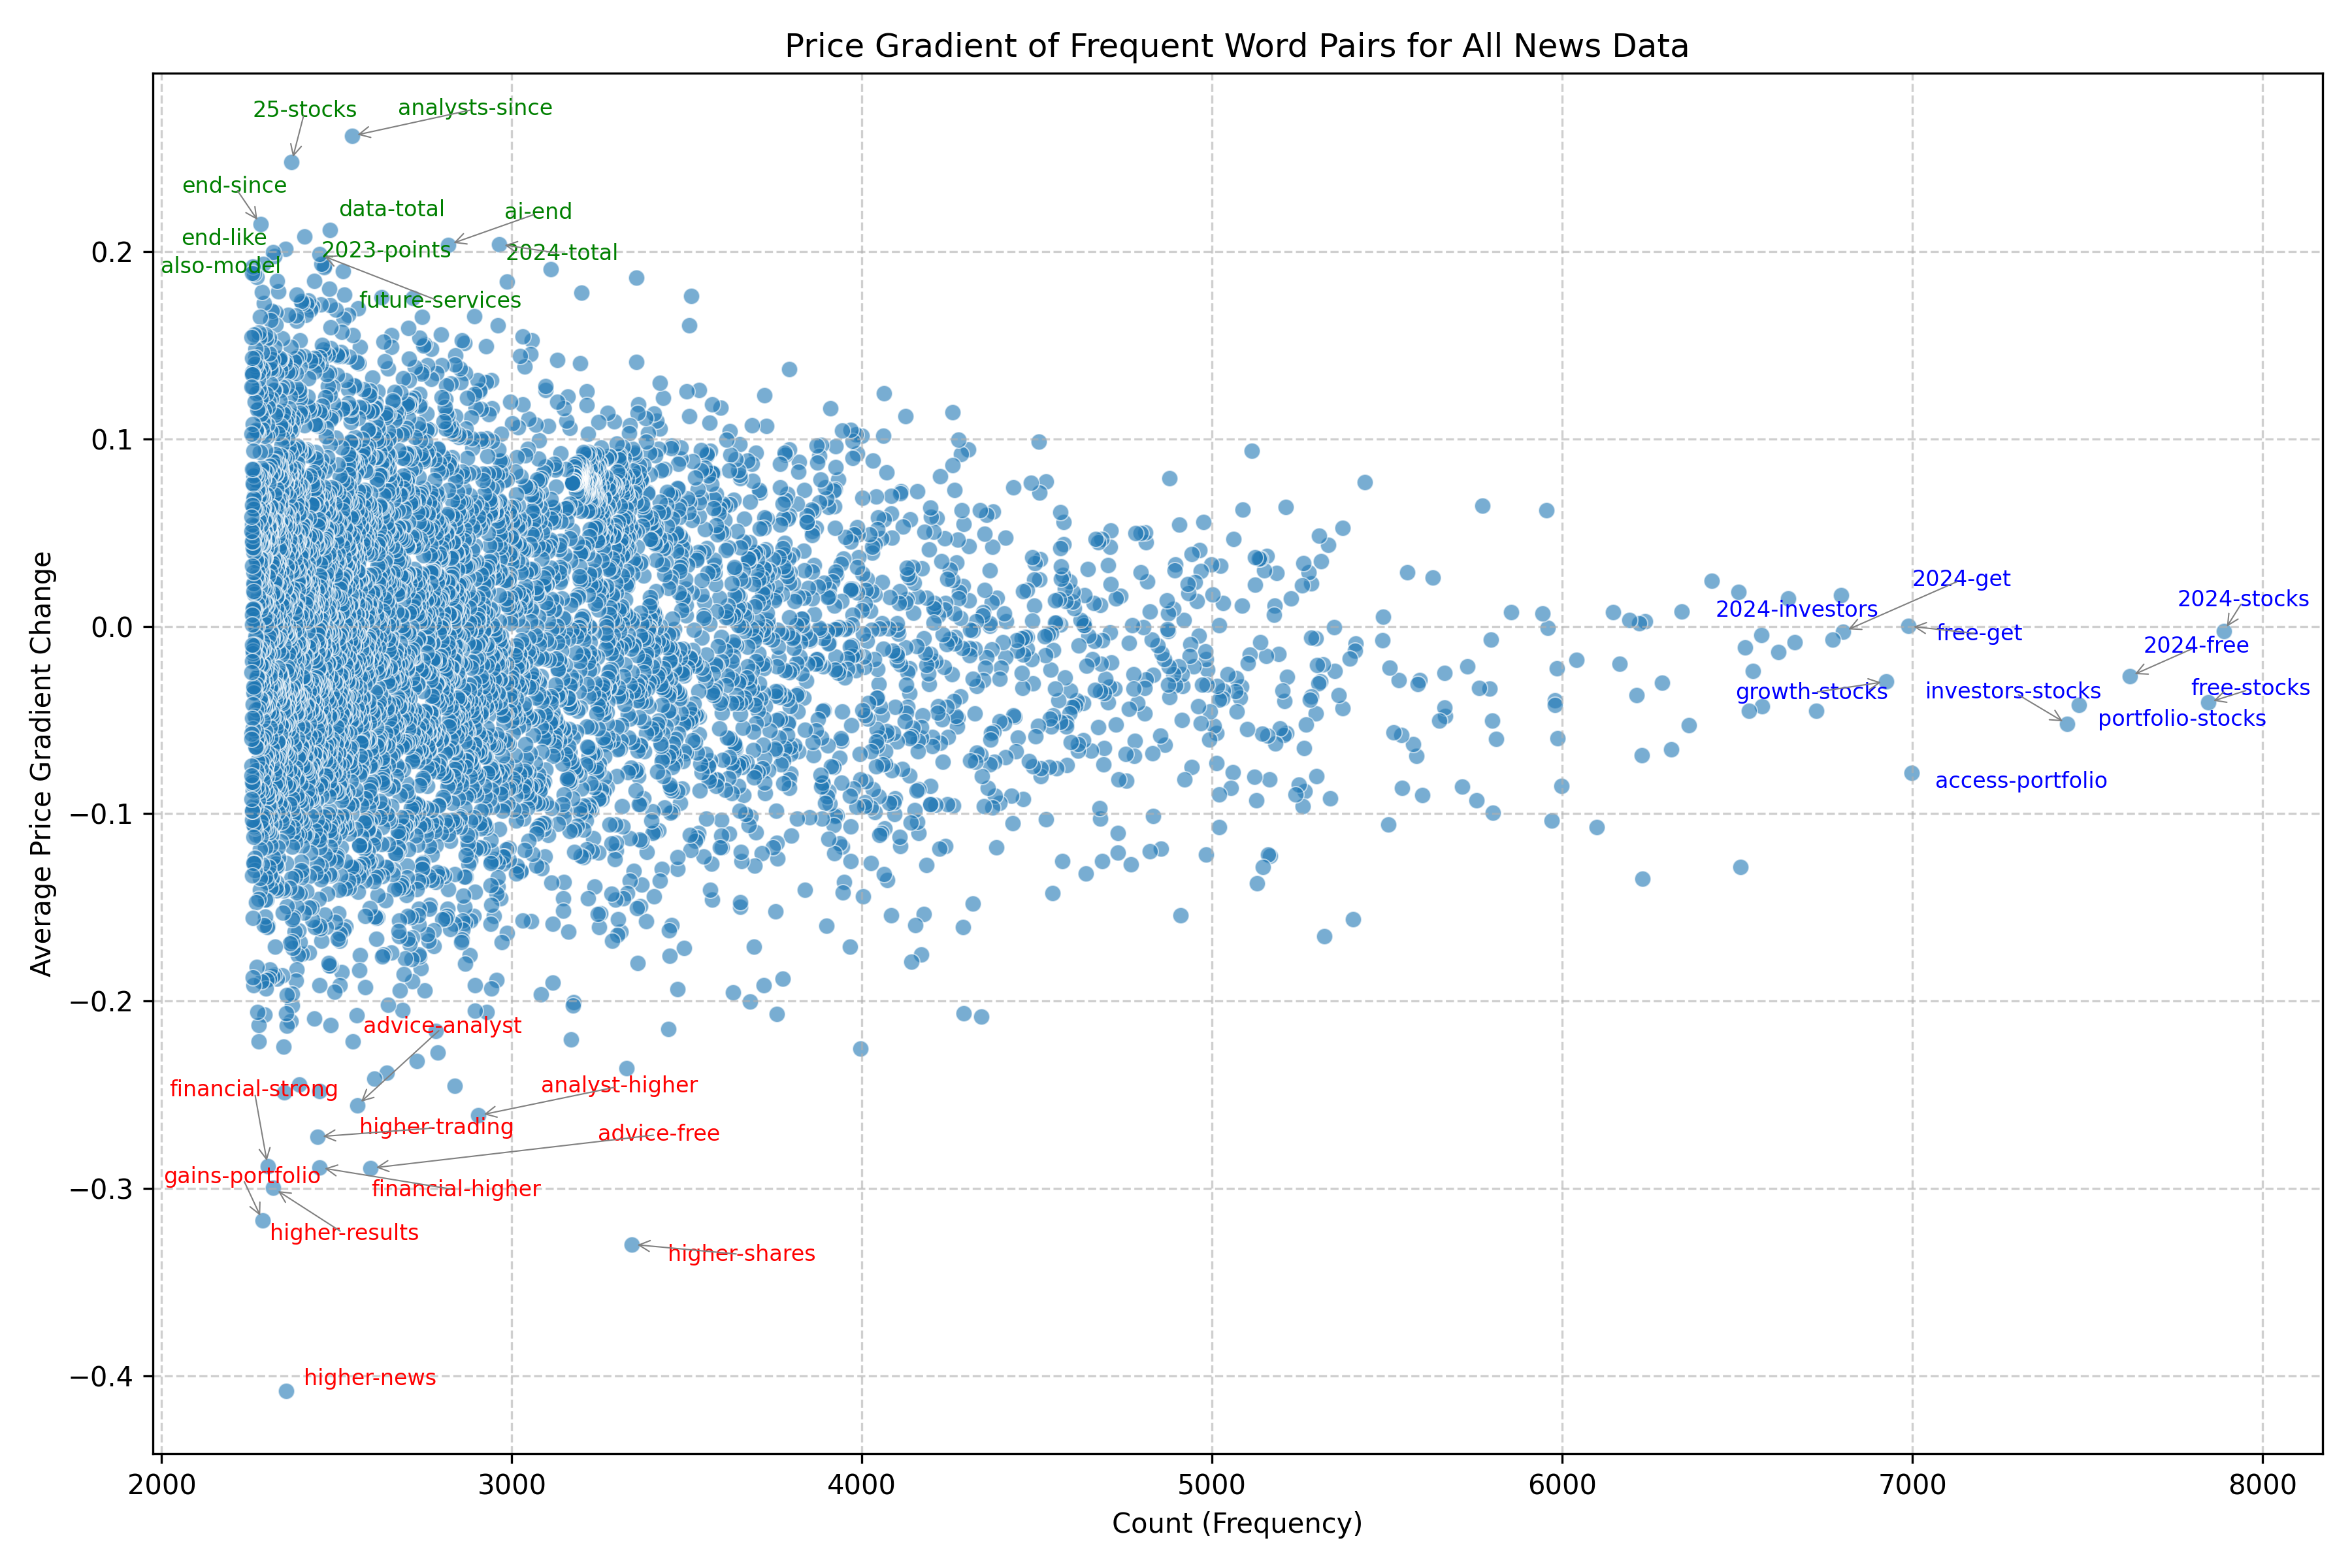 Price Gradient of Frequent Word Pairs for All News Data
25-stocks
analysts-since
end-since
data-total
ai-end
end-like
2023-points
2024-total
also-model
future-services
2024-get
2024-stocks
2024-investors
free-get
2024-free
growth-stocks
investors-stocks
free-stocks
portfolio-stocks
access-portfolio
advice-analyst
financial-strong
analyst-higher
higher-trading
advice-free
gains-portfolio
financial-higher
higher-results
higher-shares
higher-news
Average Price Gradient Change
0.2
0.1
0.0
−0.1
−0.2
−0.3
−0.4
2000 3000 4000 5000 6000 7000 8000
Count (Frequency)